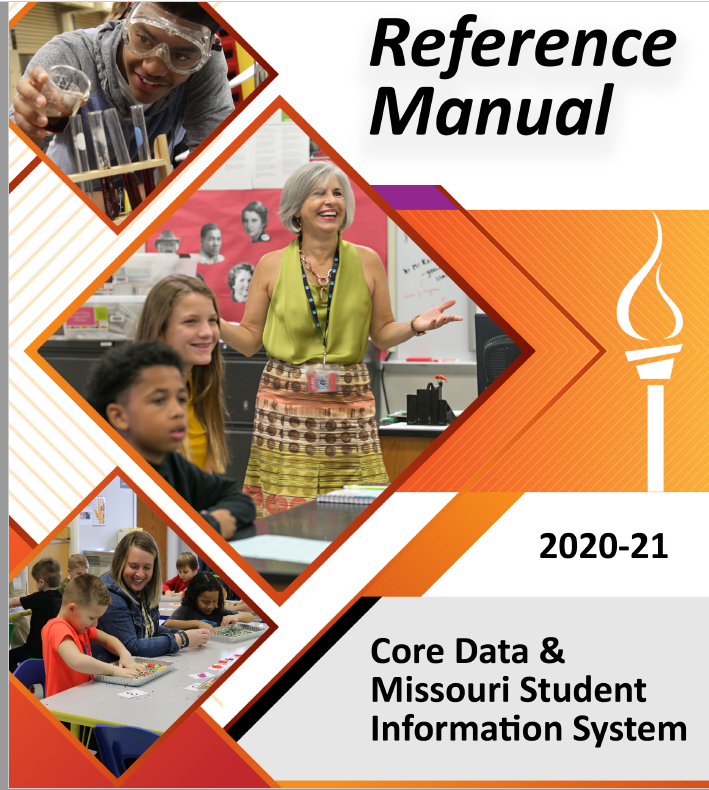 Reference
Manual
2020-21
Core Data &
Missouri Student
Information System